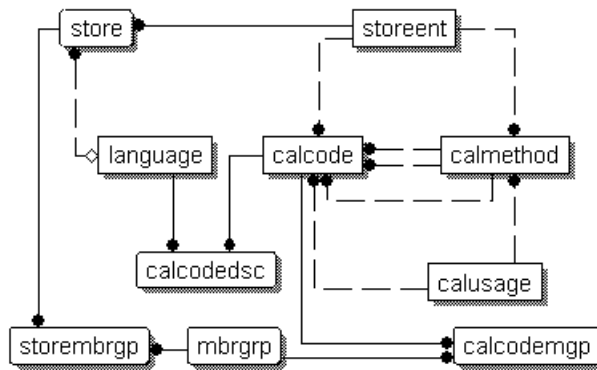 store
storeent
language
calcode
calmethod
calcodedsc
calusage
storembrgp
mbrgrp
calcodemgp